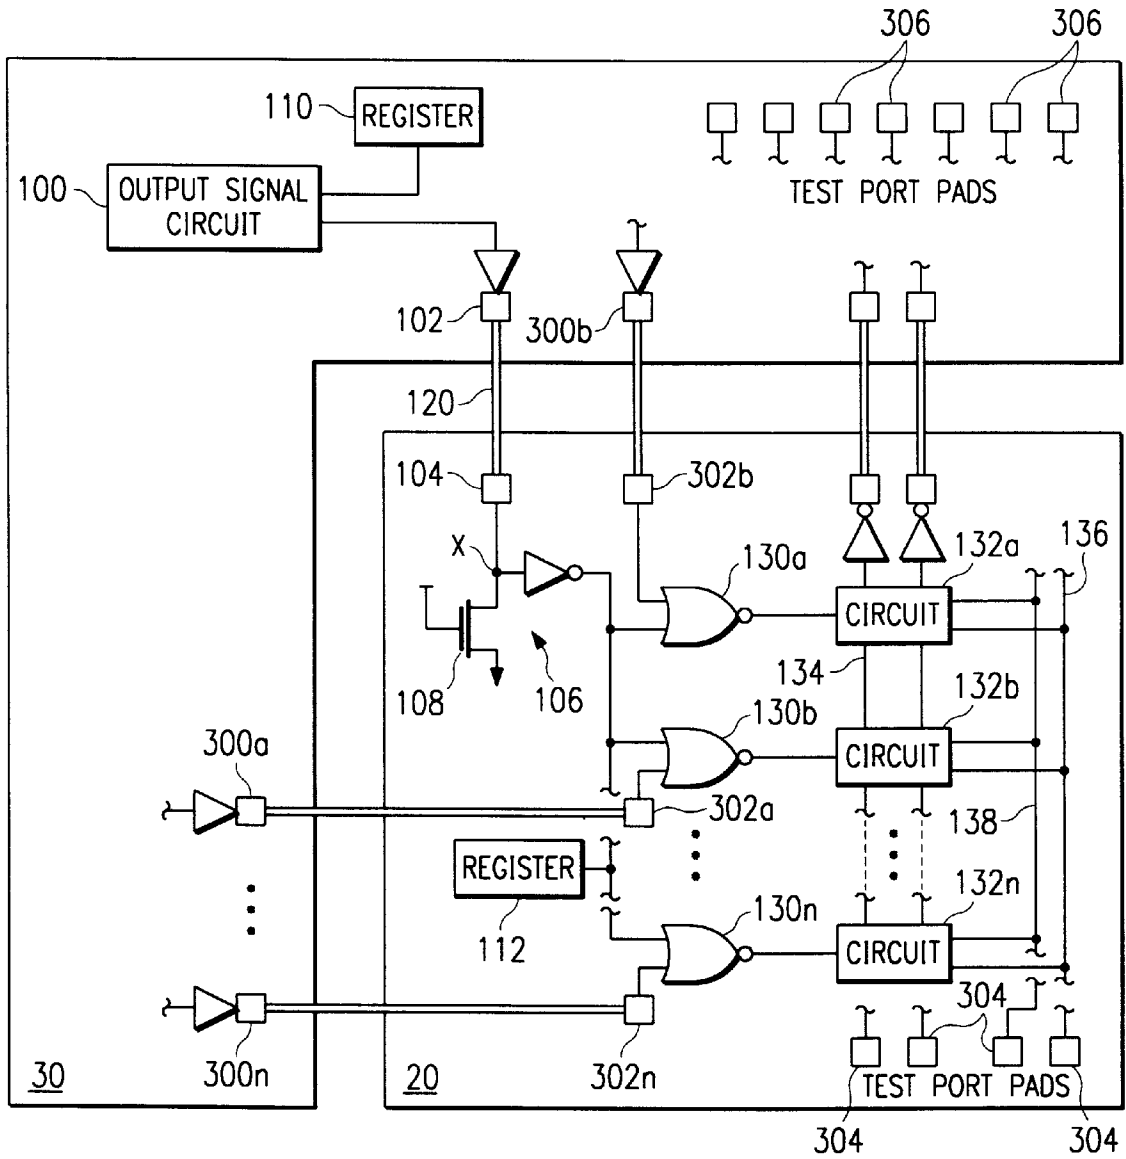 306 306
110 REGISTER
100 OUTPUT SIGNAL
CIRCUIT
TEST PORT PADS
102 300b
120
104 302b
X 130a 132a 136
CIRCUIT
108 106 134
130b 132b
300a CIRCUIT
302a 138
REGISTER
112 130n 132n
CIRCUIT
304
30 300n 302n 20
TEST PORT PADS
304 304